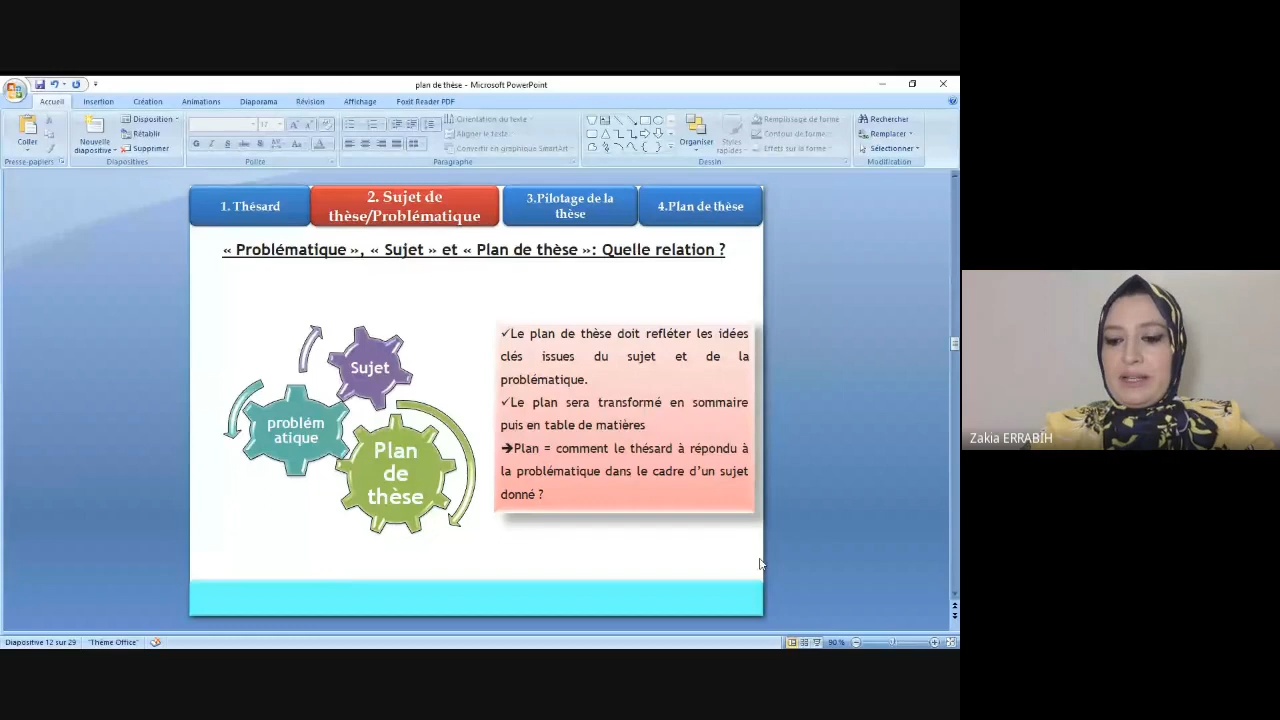 plan de thèse - Microsoft PowerPoint
Accueil Insertion Création Animations Diaporama Révision Affichage Foxit Reader PDF
Coller
Presse-papiers
Nouvelle diapositive
Disposition
Rétablir
Supprimer
Diapositives
G I S
Police
Orientation du texte
Aligner le texte
Convertir en graphique SmartArt
Paragraphe
Organiser
Styles rapides
Remplissage de forme
Contour de forme
Effets sur la forme
Dessin
Rechercher
Remplacer
Sélectionner
Modification
1. Thésard
2. Sujet de
thèse/Problématique
3.Pilotage de la
thèse
4.Plan de thèse
« Problématique », « Sujet » et « Plan de thèse »: Quelle relation ?
Sujet
problém
atique
Plan
de
thèse
✓Le plan de thèse doit refléter les idées
clés issues du sujet et de la
problématique.
✓Le plan sera transformé en sommaire
puis en table de matières
➔Plan = comment le thésard à répondu à
la problématique dans le cadre d’un sujet
donné ?
Zakia ERRABIH
Diapositive 12 sur 29 "Thème Office" 90 %